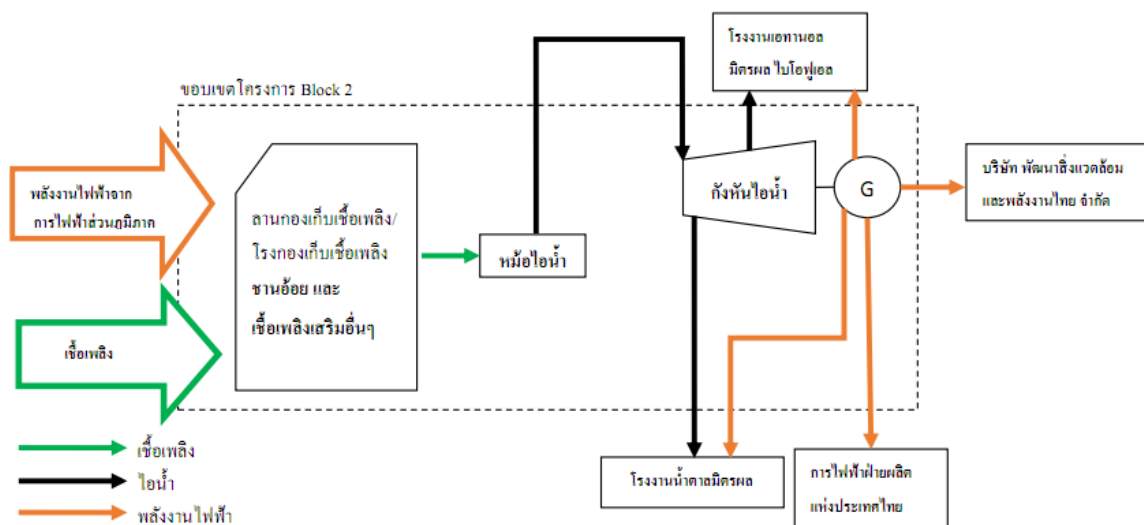 โรงงานเอทานอล
มิตรผล ไบโอฟูเอล
ขอบเขตโครงการ Block 2
พลังงานไฟฟ้าจาก
การไฟฟ้าส่วนภูมิภาค
ลานกองเก็บเชื้อเพลิง/
โรงกองเก็บเชื้อเพลิง
ชานอ้อย และ
เชื้อเพลิงเสริมอื่นๆ
หม้อไอน้ำ
กังหันไอน้ำ
G
บริษัท พัฒนาสิ่งแวดล้อม
และพลังงานไทย จำกัด
เชื้อเพลิง
เชื้อเพลิง
ไอน้ำ
พลังงานไฟฟ้า
โรงงานน้ำตาลมิตรผล
การไฟฟ้าฝ่ายผลิต
แห่งประเทศไทย